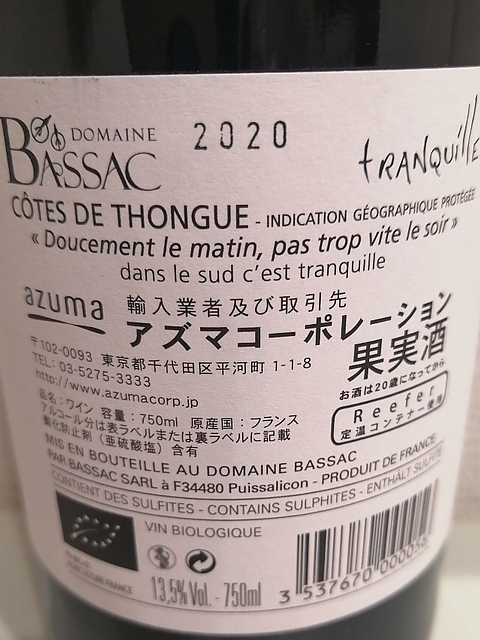 DOMAINE
BASSAC
2020
tRANQuille
CÔTES DE THONGUE - INDICATION GÉOGRAPHIQUE PROTÉGÉE
« Doucement le matin, pas trop vite le soir »
dans le sud c'est tranquille
azuma
輸入業者及び取引先
アズマコーポレーション
〒102-0093 東京都千代田区平河町 1-1-8
TEL: 03-5275-3333
http://www.azumacorp.jp
果実酒
お酒は20歳になってから
品名：ワイン 容量：750ml 原産国：フランス
アルコール分は表ラベルまたは裏ラベルに記載
酸化防止剤（亜硫酸塩）含有
Reefer
定温コンテナー使用
MIS EN BOUTEILLE AU DOMAINE BASSAC
PAR BASSAC SARL à F34480 Puissalicon - PRODUIT DE FRANCE
CONTIENT DES SULFITES - CONTAINS SULPHITES - ENTHÄLT SULFITE
VIN BIOLOGIQUE
AGRICULTURE FRANCE
13,5% Vol. - 750ml
3 537670 000059